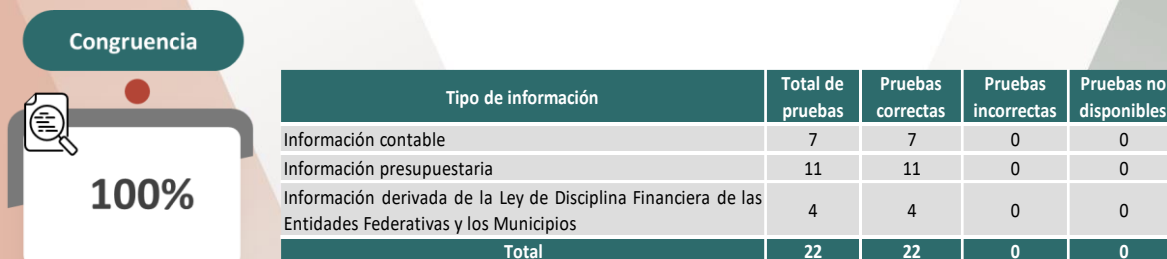 Congruencia
100%
Tipo de información Total de pruebas Pruebas correctas Pruebas incorrectas Pruebas no disponibles
Información contable 7 7 0 0
Información presupuestaria 11 11 0 0
Información derivada de la Ley de Disciplina Financiera de las
Entidades Federativas y los Municipios 4 4 0 0
Total 22 22 0 0